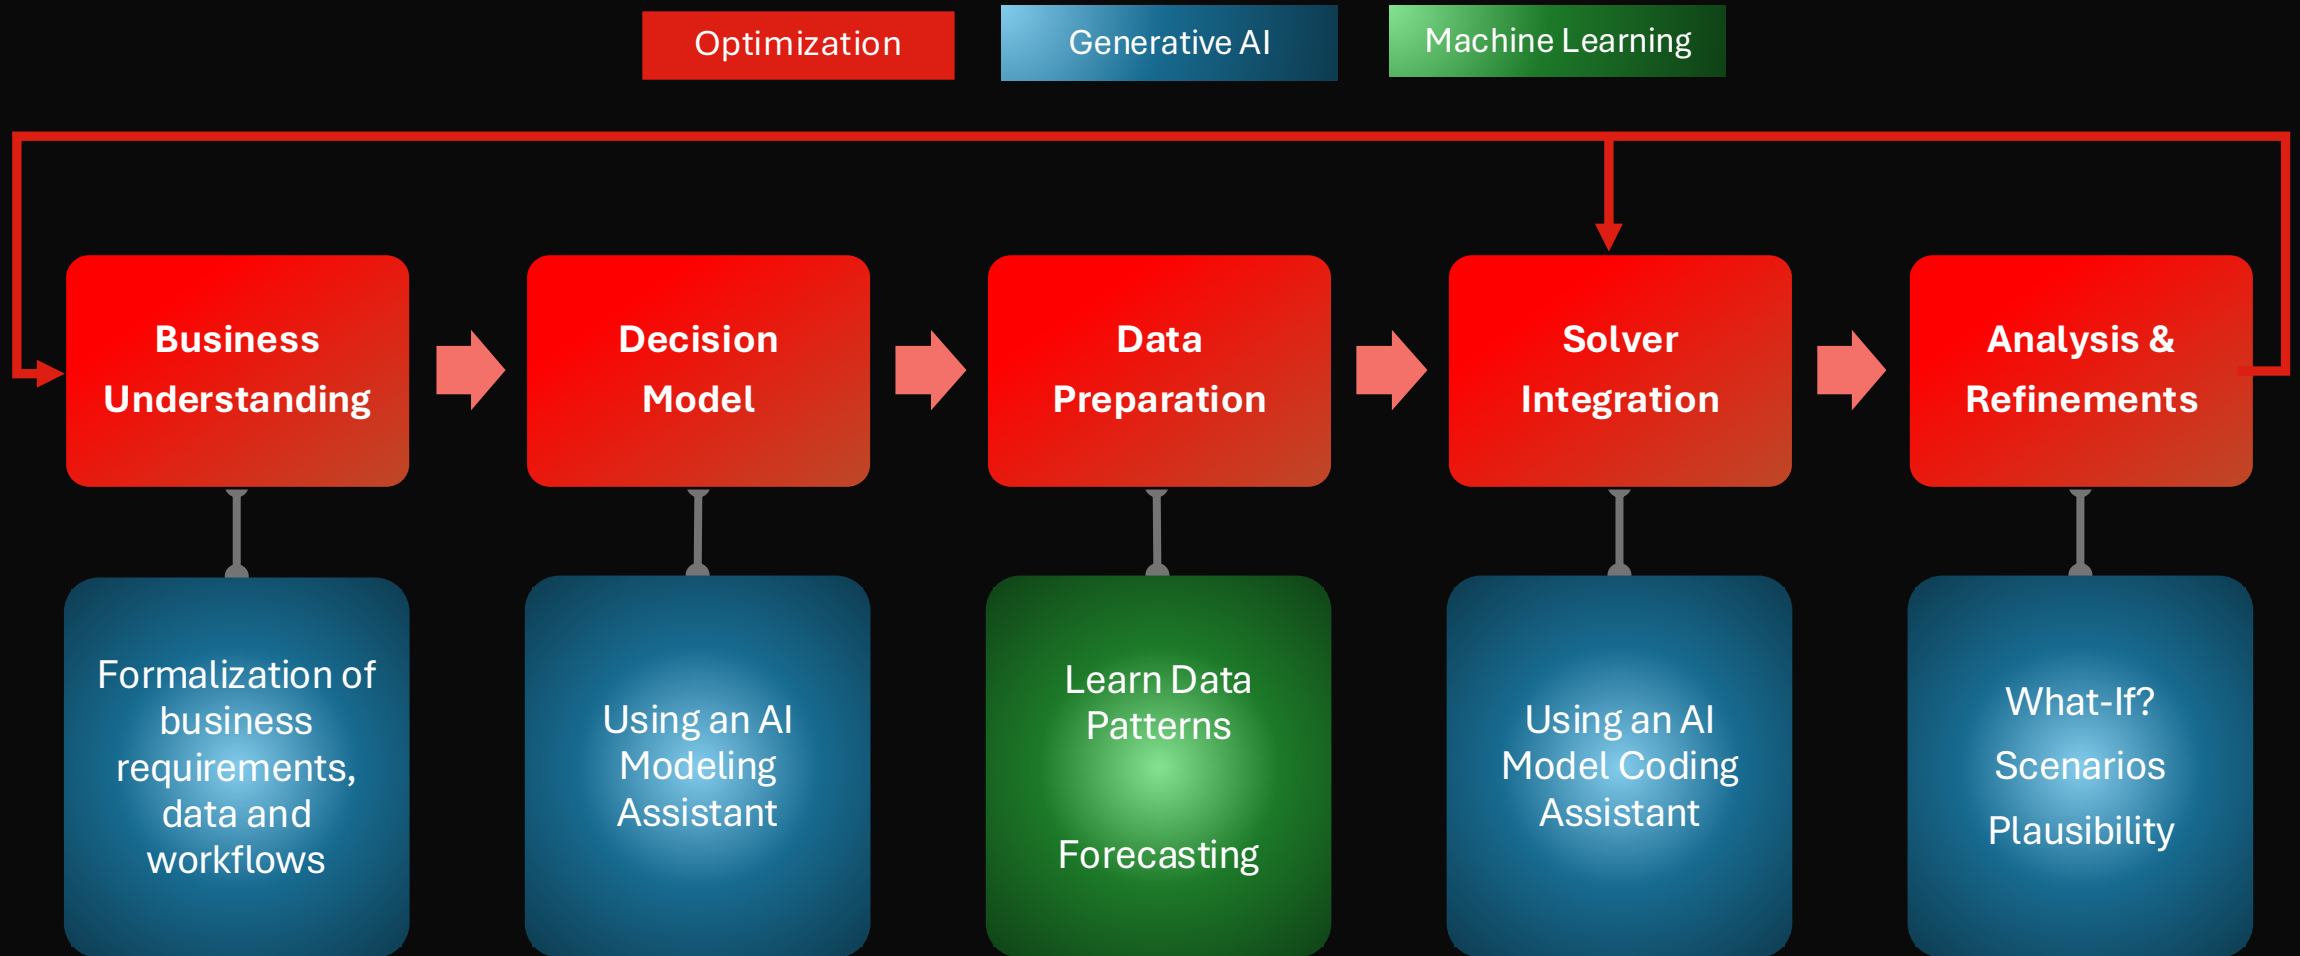 Optimization
Generative AI
Machine Learning
Business
Understanding
Decision
Model
Data
Preparation
Solver
Integration
Analysis &
Refinements
Formalization of
business
requirements,
data and
workflows
Using an AI
Modeling
Assistant
Learn Data
Patterns
Forecasting
Using an AI
Model Coding
Assistant
What-If?
Scenarios
Plausibility